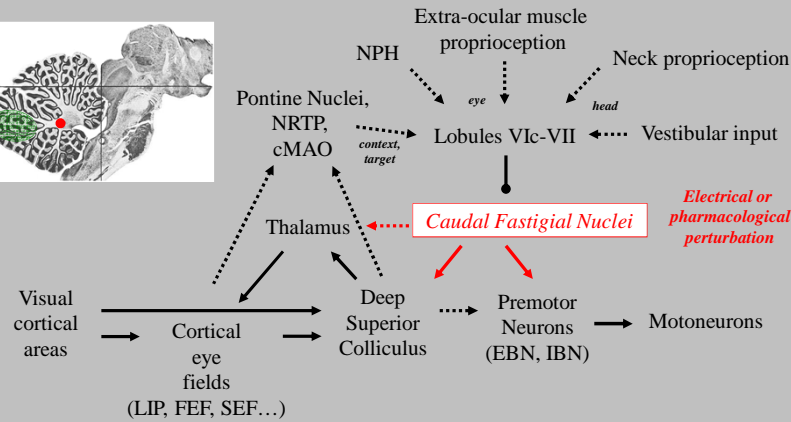 Extra-ocular muscle
proprioception
NPH
Neck proprioception
Pontine Nuclei,
NRTP,
cMAO
eye
head
context,
target
Lobules VIc-VII
Vestibular input
Electrical or
pharmacological
perturbation
Caudal Fastigial Nuclei
Thalamus
Visual
cortical
areas
Cortical
eye
fields
(LIP, FEF, SEF…)
Deep
Superior
Colliculus
Premotor
Neurons
(EBN, IBN)
Motoneurons